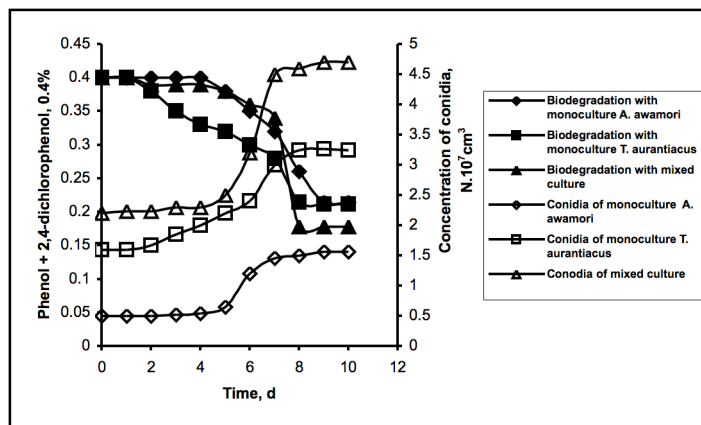 0.45
0.4
0.35
0.3
0.25
0.2
0.15
0.1
0.05
0
Phenol + 2,4-dichlorophenol, 0.4%
0 2 4 6 8 10 12
Time, d
5
4.5
4
3.5
3
2.5
2
1.5
1
0.5
0
Concentration of conidia,
N.10⁷cm³
Biodegradation with
monoculture A. awamori
Biodegradation with
monoculture T. aurantiacus
Biodegradation with mixed
culture
Conidia of monoculture A.
awamori
Conidia of monoculture T.
aurantiacus
Conodia of mixed culture